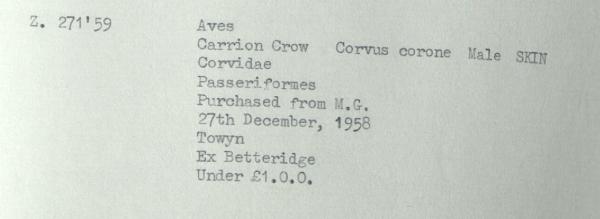 Z. 271'59 Aves
Carrion Crow Corvus corone Male SKIN
Corvidae
Passeriformes
Purchased from M.G.
27th December, 1958
Towyn
Ex Betteridge
Under £1.0.0.